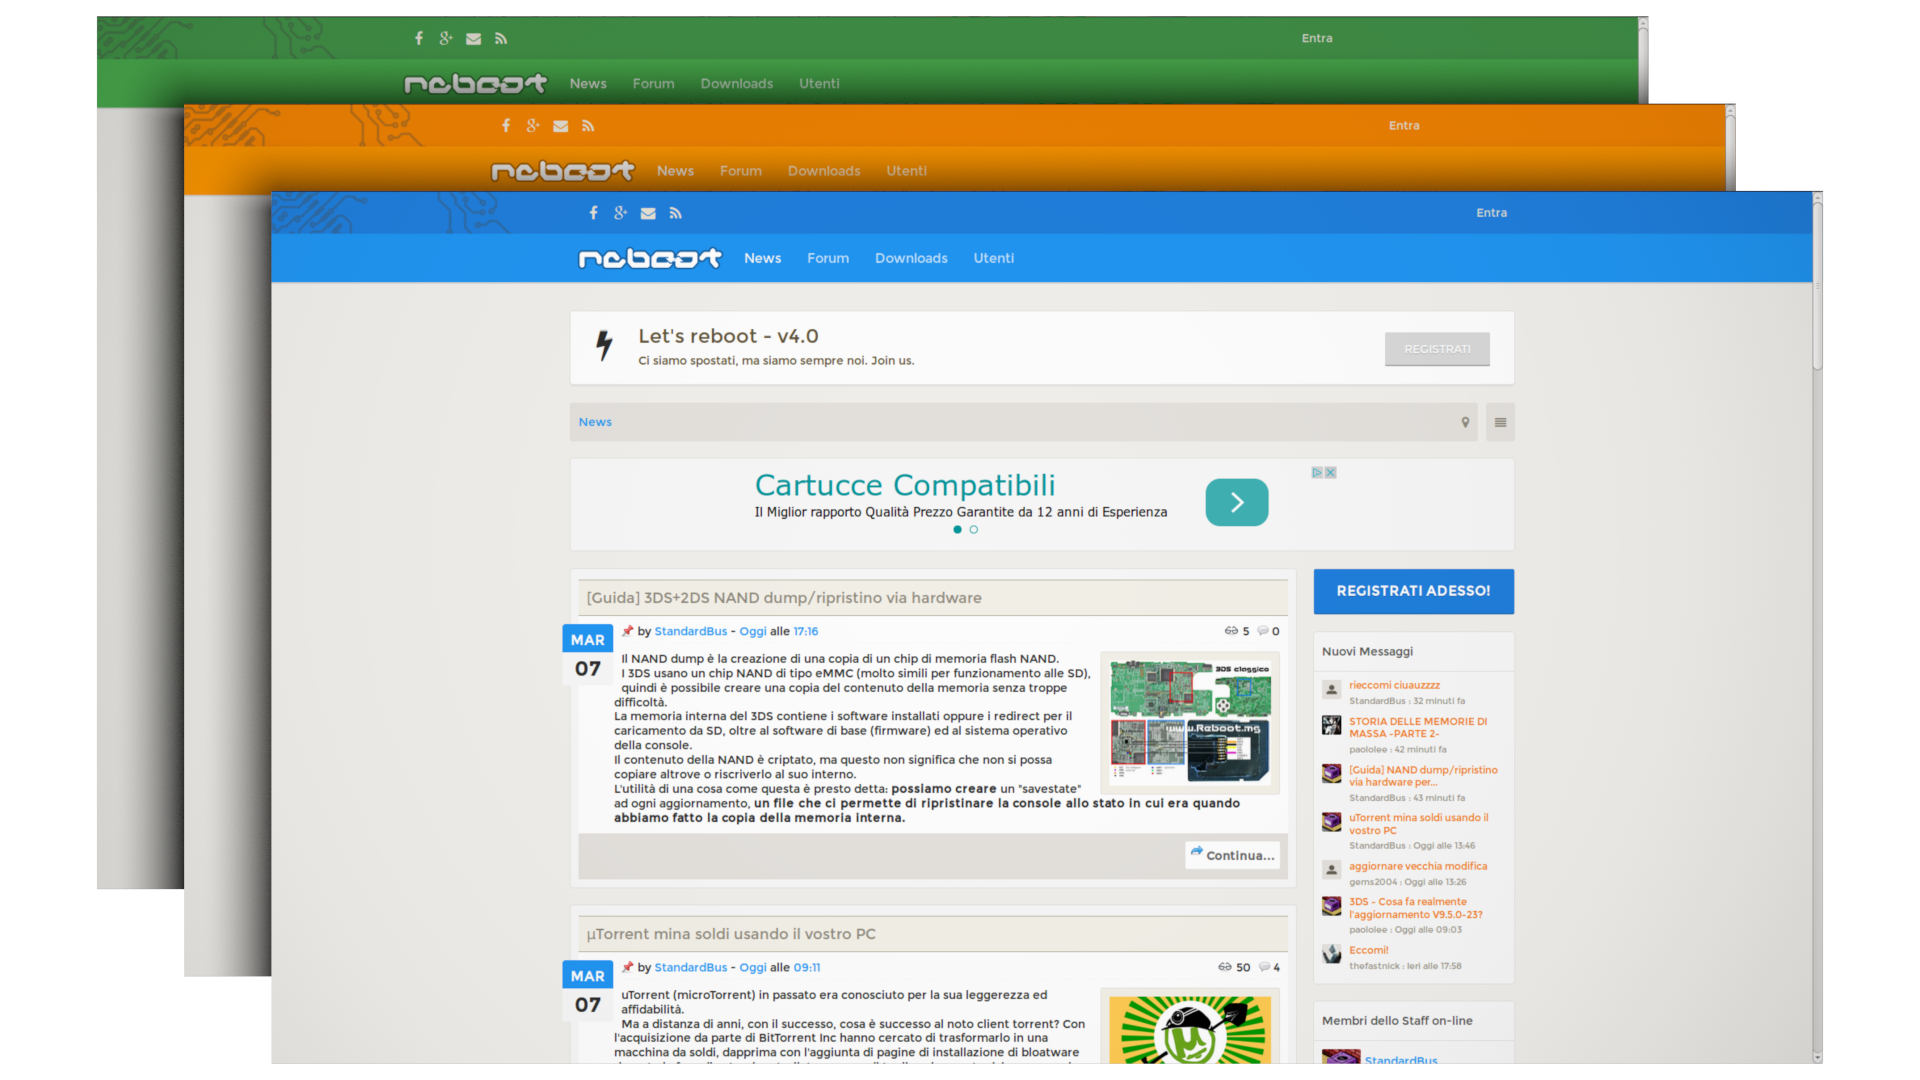 Entra
reboot News Forum Downloads Utenti
Entra
reboot News Forum Downloads Utenti
Entra
reboot News Forum Downloads Utenti
Let's reboot - v4.0
Ci siamo spostati, ma siamo sempre noi. Join us.
REGISTRATI
News
Cartucce Compatibili
Il Miglior rapporto Qualità Prezzo Garantite da 12 anni di Esperienza
[Guida] 3DS+2DS NAND dump/ripristino via hardware
MAR
07
by StandardBus - Oggi alle 17:16
5 0
Il NAND dump è la creazione di una copia di un chip di memoria flash NAND.
I 3DS usano un chip NAND di tipo eMMC (molto simili per funzionamento alle SD),
quindi è possibile creare una copia del contenuto della memoria senza troppe
difficoltà.
La memoria interna del 3DS contiene i software installati oppure i redirect per il
caricamento da SD, oltre al software di base (firmware) ed al sistema operativo
della console.
Il contenuto della NAND è criptato, ma questo non significa che non si possa
copiare altrove o riscriverlo al suo interno.
L'utilità di una cosa come questa è presto detta: possiamo creare un "savestate"
ad ogni aggiornamento, un file che ci permette di ripristinare la console allo stato in cui era quando
abbiamo fatto la copia della memoria interna.
3DS classico
www.Reboot.ms
Continua...
µTorrent mina soldi usando il vostro PC
MAR
07
by StandardBus - Oggi alle 09:11
50 4
uTorrent (microTorrent) in passato era conosciuto per la sua leggerezza ed
affidabilità.
Ma a distanza di anni, con il successo, cosa è successo al noto client torrent? Con
l'acquisizione da parte di BitTorrent Inc hanno cercato di trasformarlo in una
macchina da soldi, dapprima con l'aggiunta di pagine di installazione di bloatware
REGISTRATI ADESSO!
Nuovi Messaggi
rieccomi ciuauzzzz
StandardBus : 32 minuti fa
STORIA DELLE MEMORIE DI
MASSA -PARTE 2-
paololee : 42 minuti fa
[Guida] NAND dump/ripristino
via hardware per...
StandardBus : 43 minuti fa
uTorrent mina soldi usando il
vostro PC
StandardBus : Oggi alle 13:46
aggiornare vecchia modifica
gems2004 : Oggi alle 13:26
3DS - Cosa fa realmente
l'aggiornamento V9.5.0-23?
paololee : Oggi alle 09:03
Eccomi!
thefastnick : Ieri alle 17:58
Membri dello Staff on-line
StandardBus